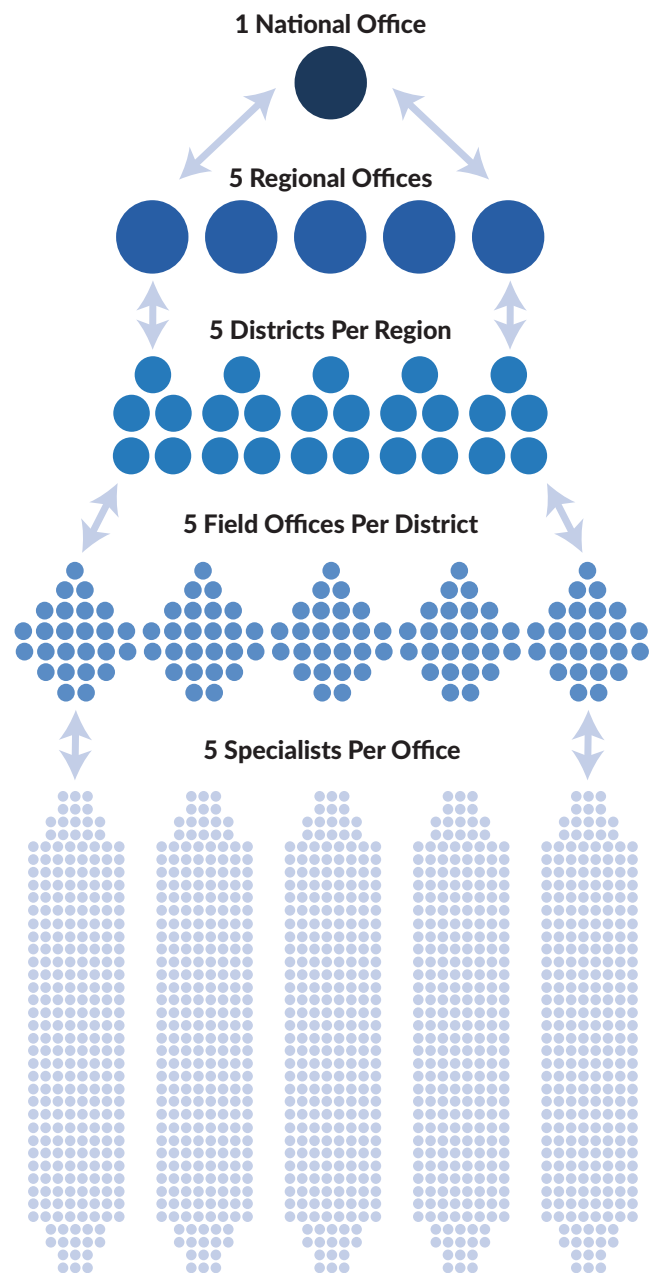 1 National Office
5 Regional Offices
5 Districts Per Region
5 Field Offices Per District
5 Specialists Per Office